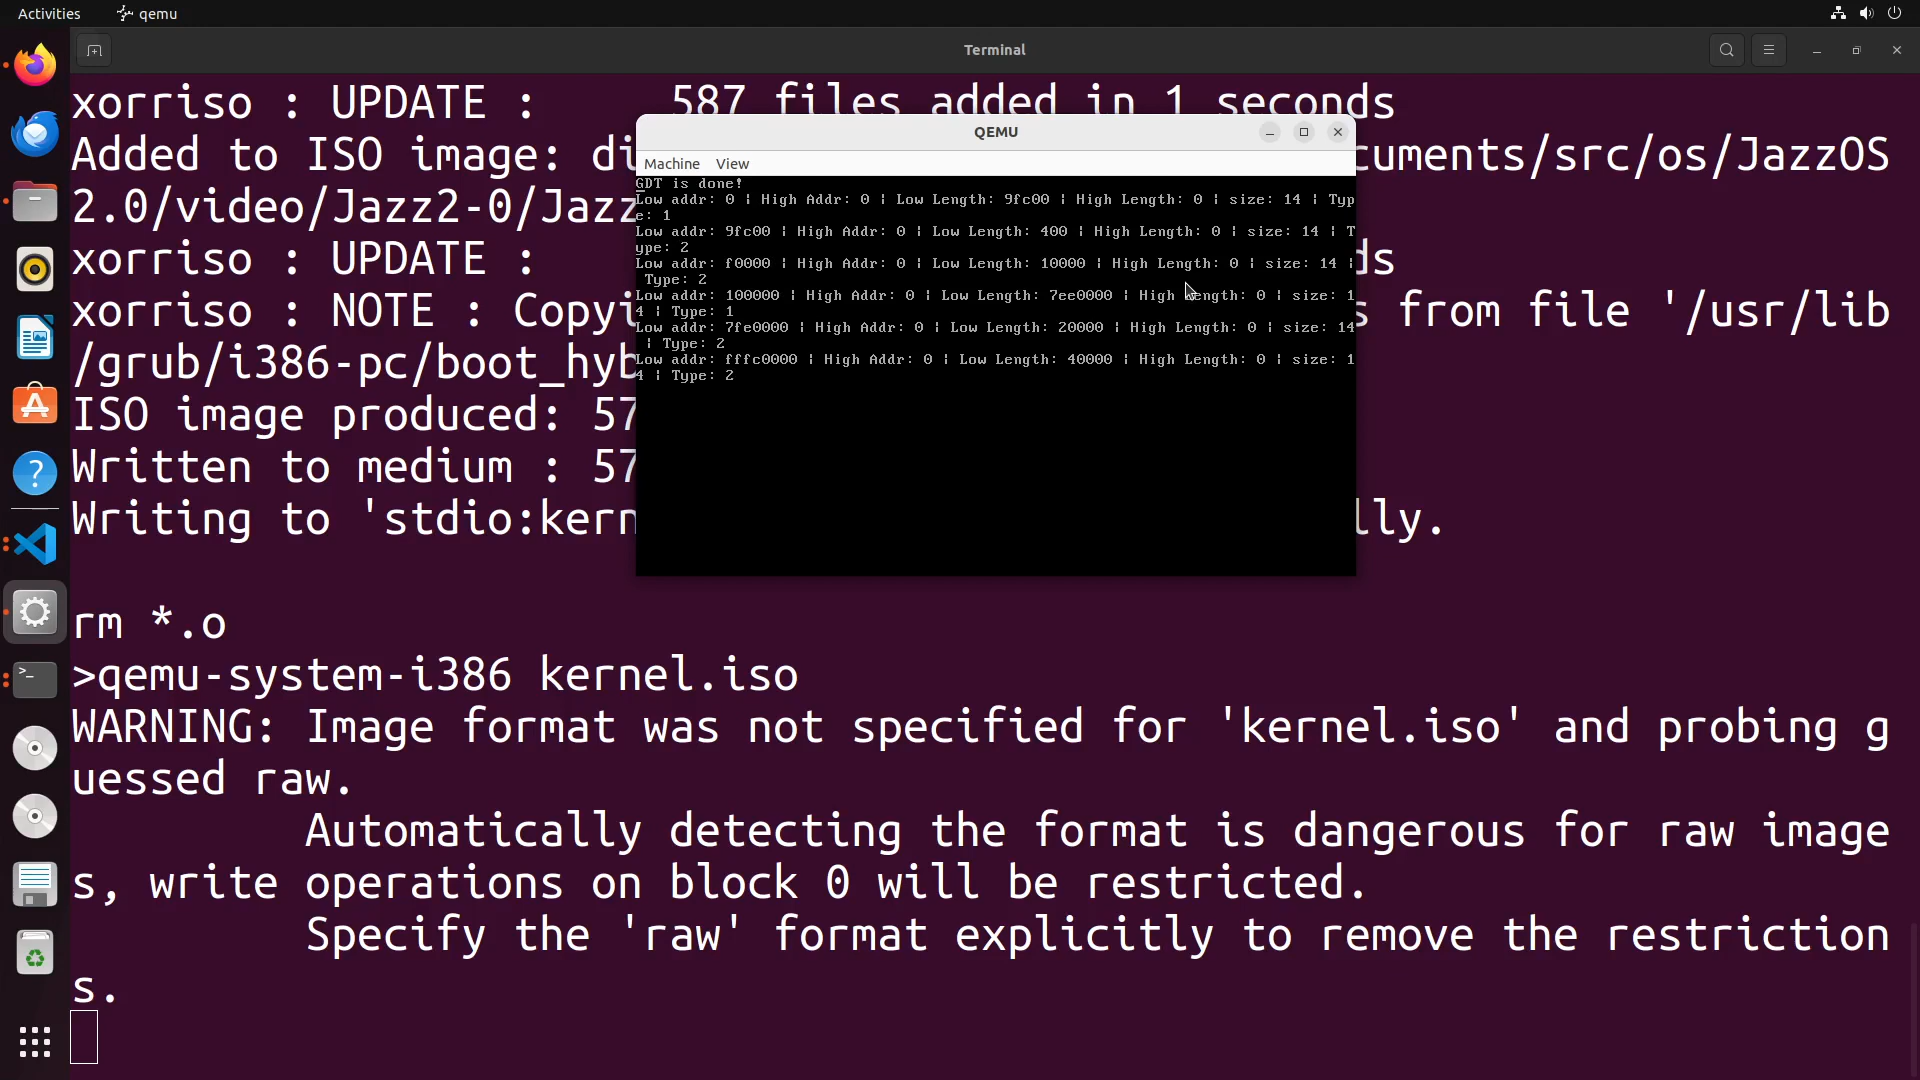 Activities
qemu
Terminal
xorriso : UPDATE :     587 files added in 1 seconds
Added to ISO image: di
cuments/src/os/JazzOS
2.0/video/Jazz2-0/Jazz
xorriso : UPDATE :
ds
xorriso : NOTE : Copyi
s from file '/usr/lib
/grub/i386-pc/boot_hyb
ISO image produced: 57
Written to medium : 57
Writing to 'stdio:kern
lly.
rm *.o
>qemu-system-i386 kernel.iso
WARNING: Image format was not specified for 'kernel.iso' and probing g
uessed raw.
Automatically detecting the format is dangerous for raw image
s, write operations on block 0 will be restricted.
Specify the 'raw' format explicitly to remove the restriction
s.
QEMU
Machine View
GDT is done!
Low addr: 0 | High Addr: 0 | Low Length: 9fc00 | High Length: 0 | size: 14 | Typ
e: 1
Low addr: 9fc00 | High Addr: 0 | Low Length: 400 | High Length: 0 | size: 14 | T
ype: 2
Low addr: f0000 | High Addr: 0 | Low Length: 10000 | High Length: 0 | size: 14 |
Type: 2
Low addr: 100000 | High Addr: 0 | Low Length: 7ee0000 | High Length: 0 | size: 1
4 | Type: 1
Low addr: 7fe0000 | High Addr: 0 | Low Length: 20000 | High Length: 0 | size: 14
| Type: 2
Low addr: fffc0000 | High Addr: 0 | Low Length: 40000 | High Length: 0 | size: 1
4 | Type: 2